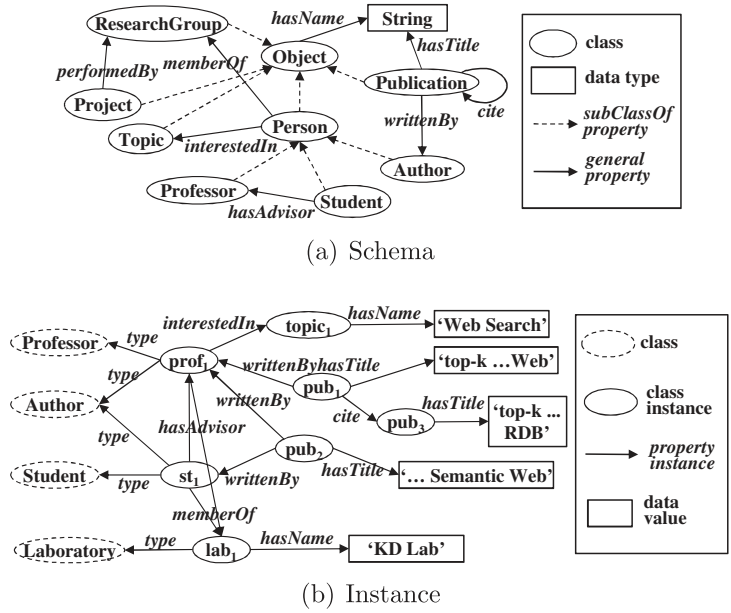 ResearchGroup
hasName
String
Object
hasTitle
performedBy
memberOf
Publication
cite
Project
writtenBy
Topic
Person
interestedIn
Author
Professor
hasAdvisor
Student
class
data type
subClassOf
property
general
property
(a) Schema
Professor
type
interestedIn
topic1
hasName
‘Web Search’
prof1
writtenBy
hasTitle
‘top-k ...Web’
type
pub1
Author
writtenBy
cite
hasTitle
pub3
‘top-k ...
RDB’
hasAdvisor
type
pub2
Student
type
st1
writtenBy
hasTitle
‘... Semantic Web’
memberOf
hasName
Laboratory
type
lab1
‘KD Lab’
class
class
instance
property
instance
data
value
(b) Instance